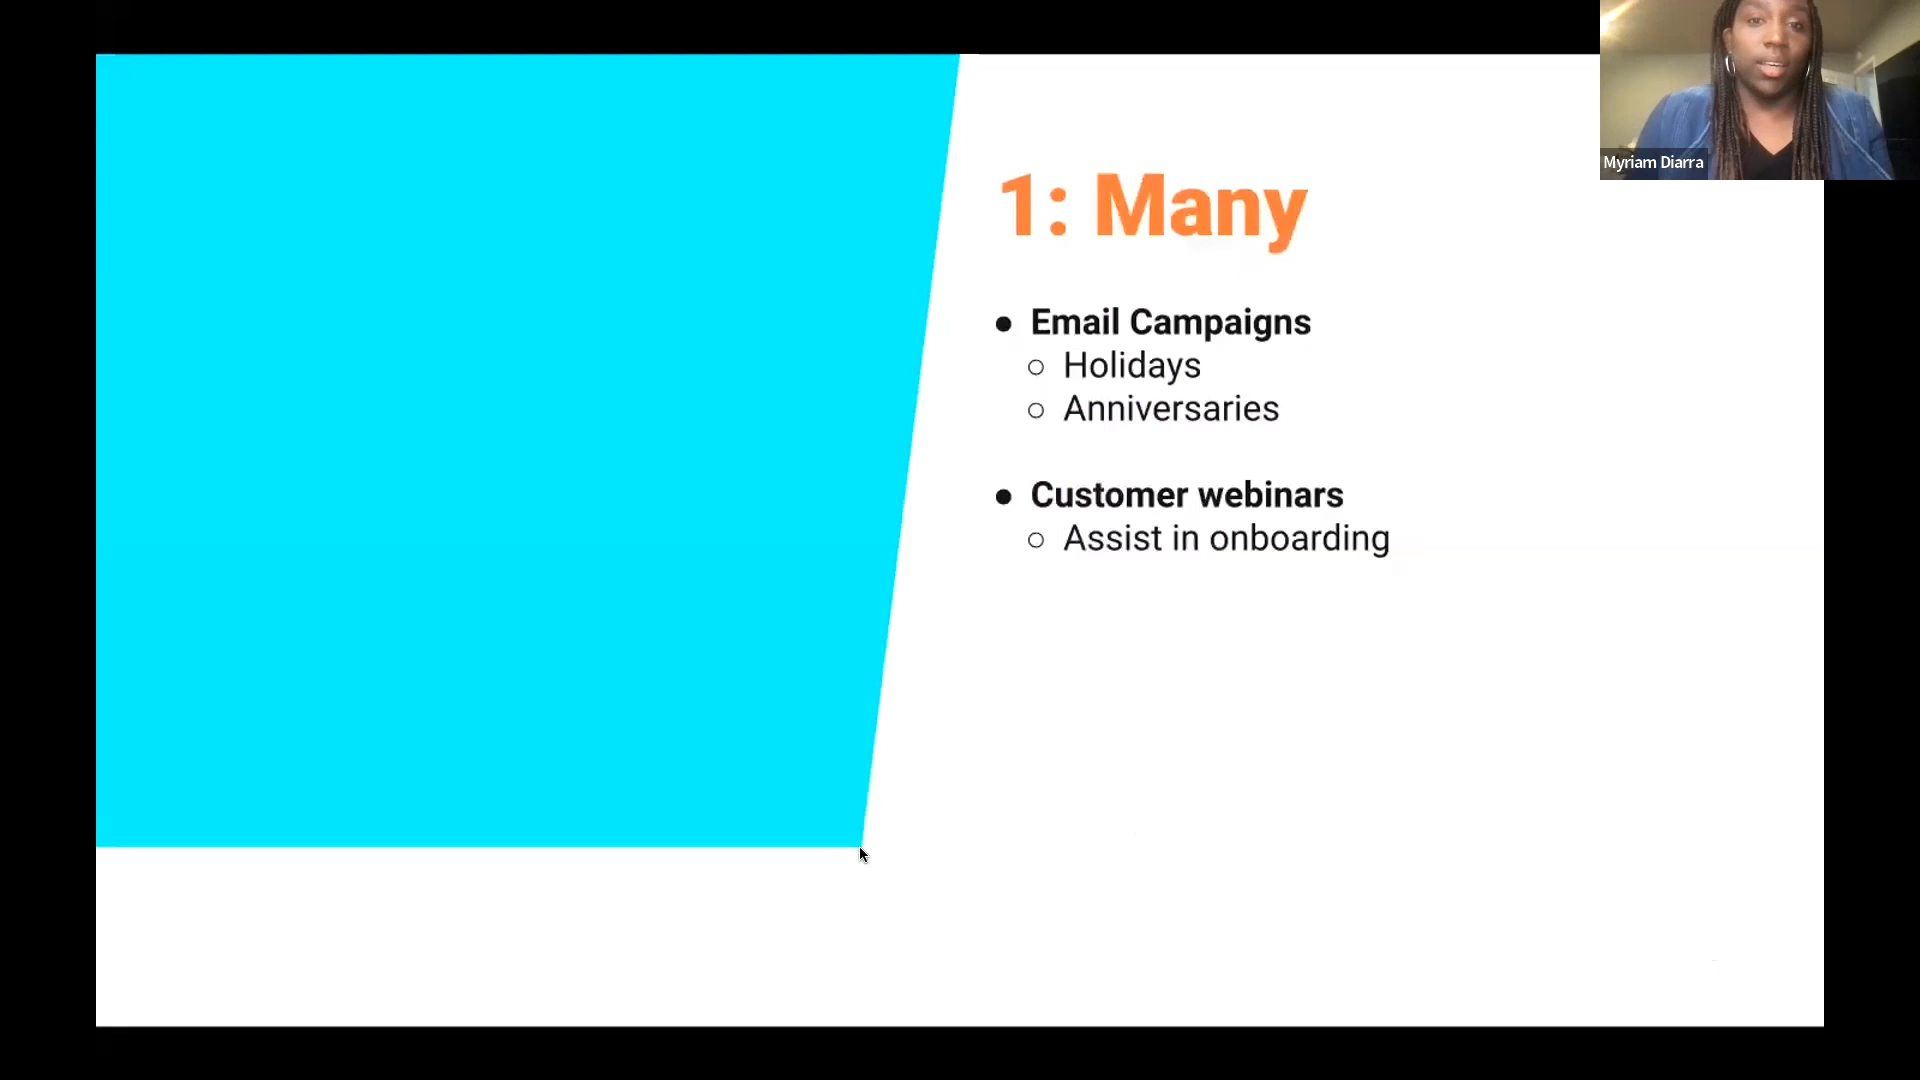 Myriam Diarra
1: Many
● Email Campaigns
○ Holidays
○ Anniversaries
● Customer webinars
○ Assist in onboarding